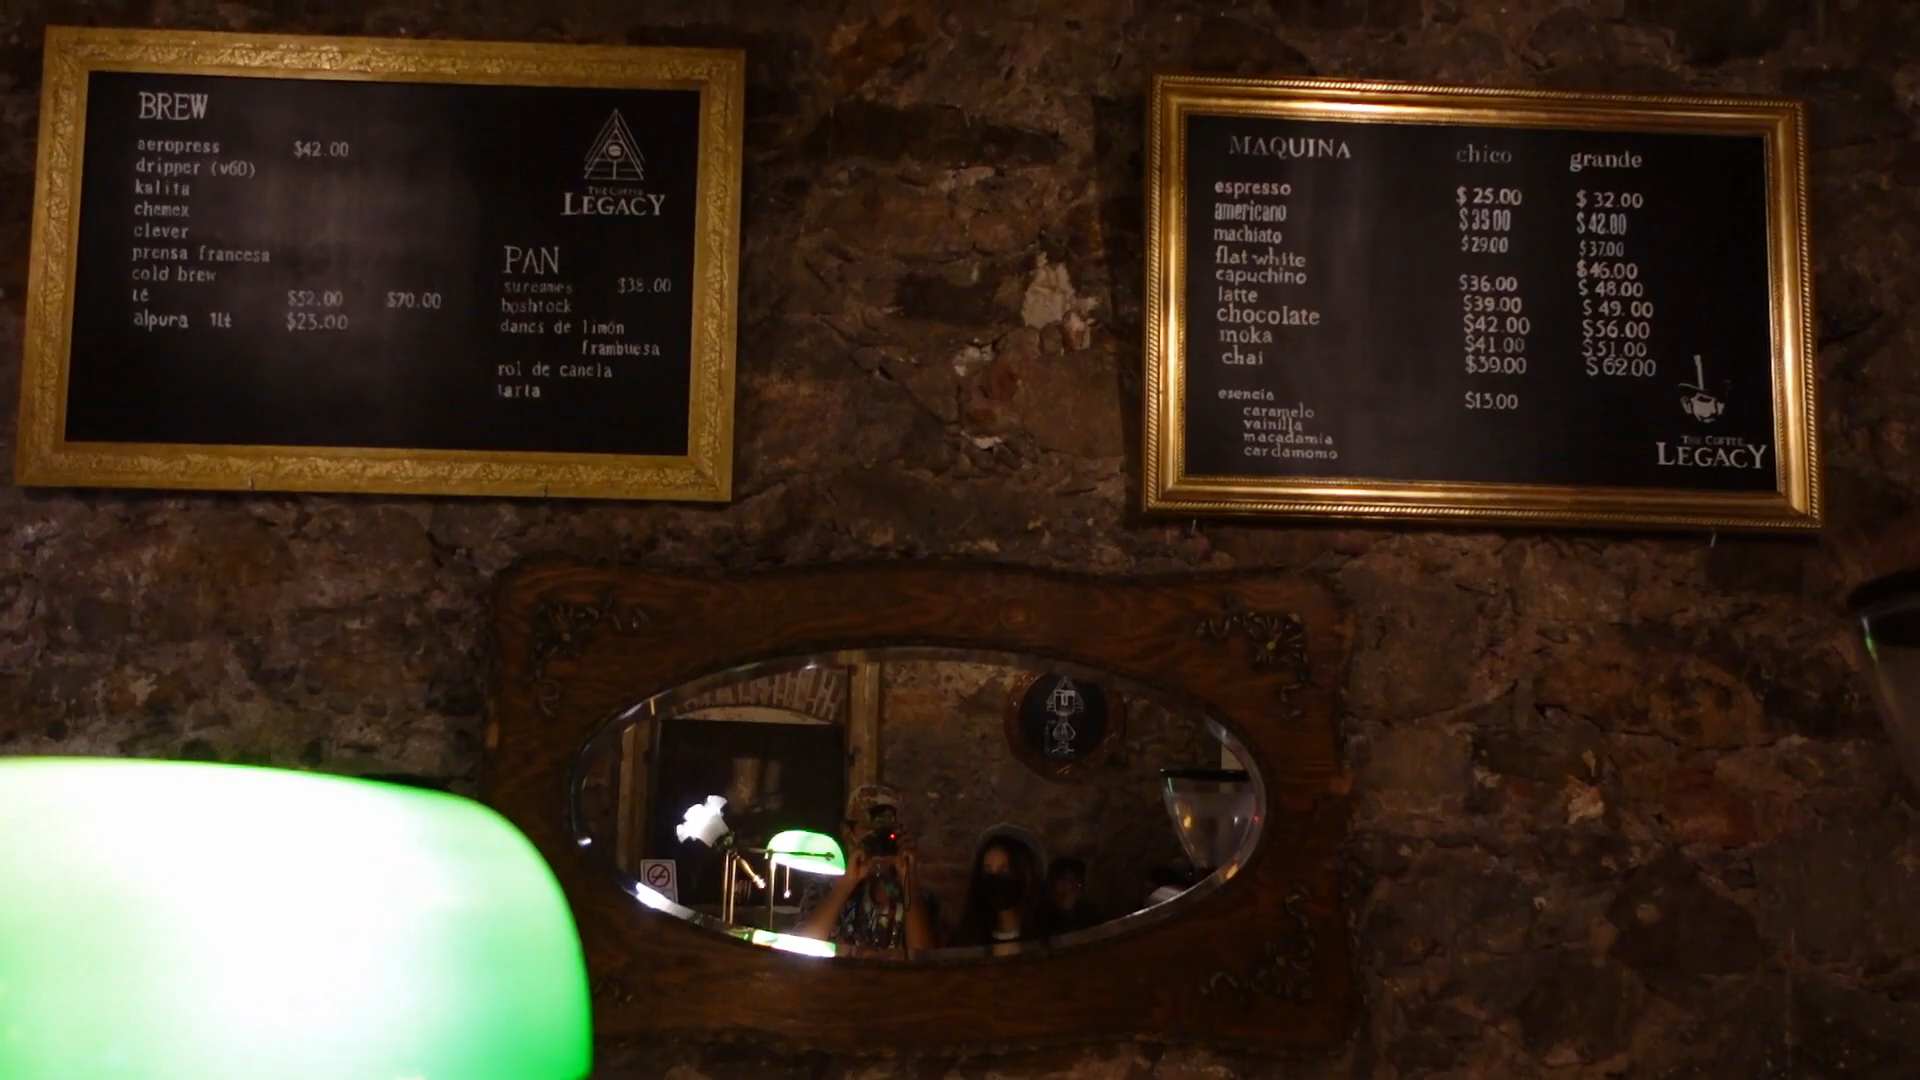 BREW
aeropress $42.00
dripper (v60)
kalita
chemex
clever
prensa francesa
cold brew
té $52.00 $70.00
alpura 1lt $23.00
THE COFFEE
LEGACY
PAN
$38.00
boshtock
danes de limón
frambuesa
rol de canela
tarta
MAQUINA chico grande
espresso $25.00 $32.00
americano $35.00 $42.00
machiato $29.00 $37.00
flat white $46.00
capuchino $36.00 $48.00
latte $39.00 $49.00
chocolate $42.00 $56.00
moka $41.00 $51.00
chai $39.00 $62.00
esencia $15.00
caramelo
vainilla
macadamia
cardamomo
THE COFFEE
LEGACY